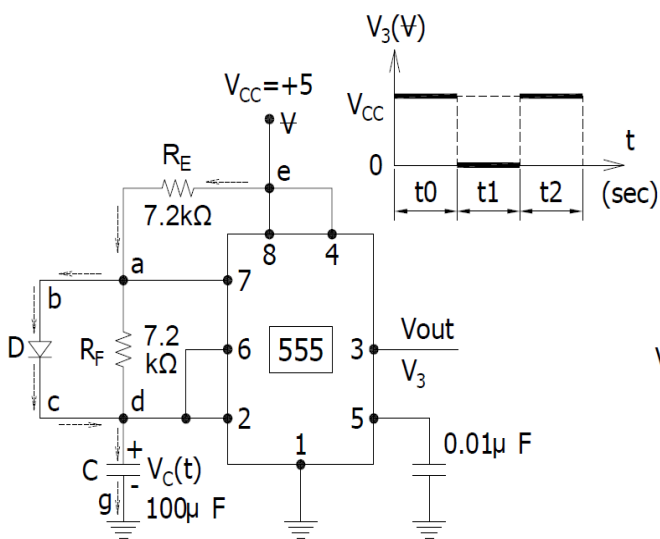 V3(V)
VCC=+5
V
VCC
t
0
(sec)
t0
t1
t2
RE
e
7.2kΩ
8
4
a
7
b
D
RF
7.2
kΩ
6
555
3
Vout
V3
c
d
2
5
1
0.01μ F
C
+
-
VC(t)
g
100μ F